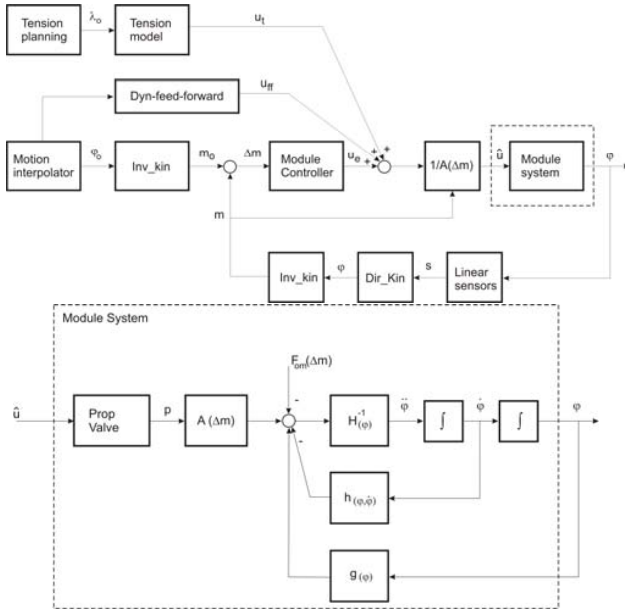 Tension planning
λo
Tension model
ut
Dyn-feed-forward
uff
Motion interpolator
φo
Inv_kin
mo
Δm
Module Controller
ue
+
+
+
1/A(Δm)
û
Module system
φ
m
Inv_kin
φ
Dir_Kin
s
Linear sensors
Module System
Fom(Δm)
û
Prop Valve
p
A (Δm)
-
-
H(φ)-1
φ̈
∫
φ̇
∫
φ
h(φ,φ̇)
g(φ)